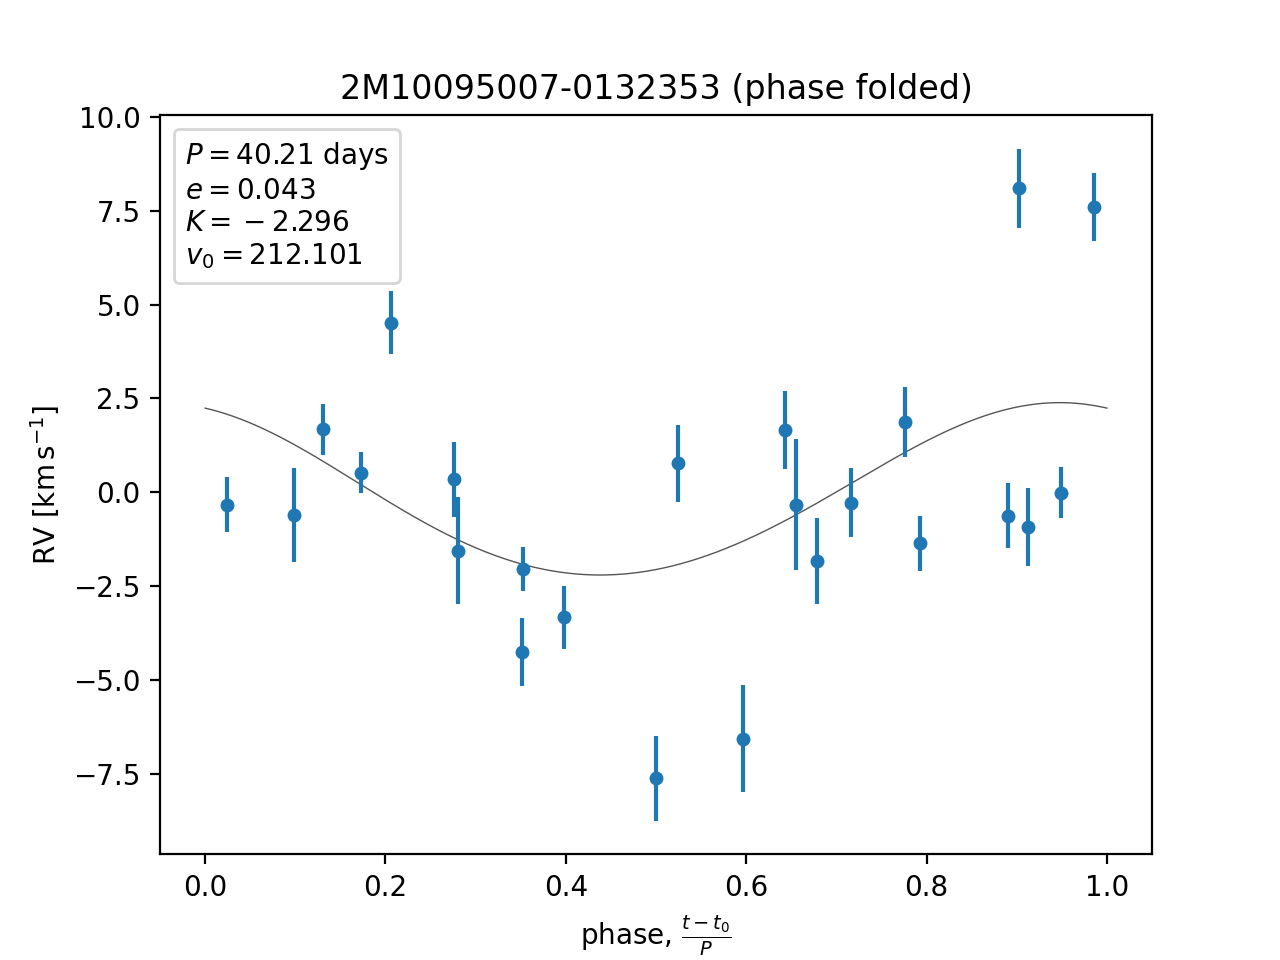 2M10095007-0132353 (phase folded)
P = 40.21 days
e = 0.043
K = −2.296
v₀ = 212.101
10.0
7.5
5.0
2.5
0.0
−2.5
−5.0
−7.5
RV [km s⁻¹]
0.0 0.2 0.4 0.6 0.8 1.0
phase, (t − t₀)/P